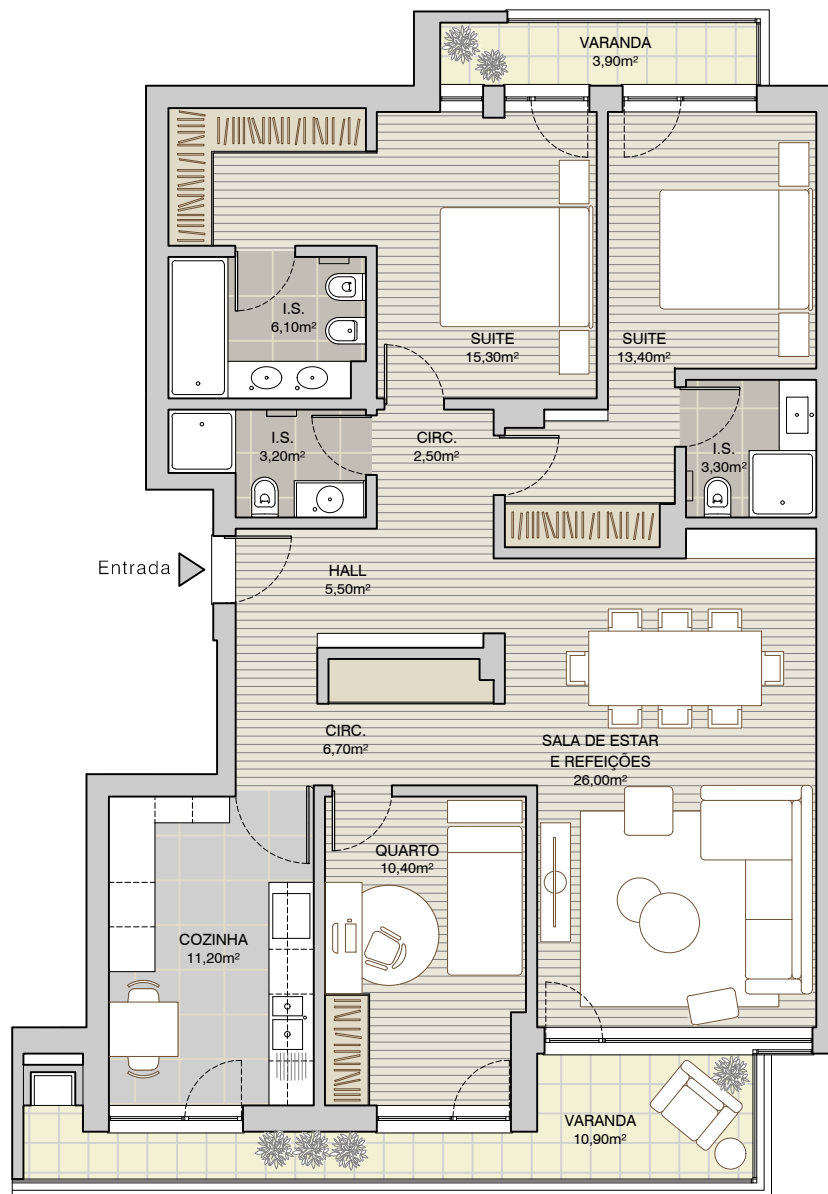 VARANDA
3,90m²
I.S.
6,10m²
SUITE
15,30m²
SUITE
13,40m²
I.S.
3,20m²
CIRC.
2,50m²
I.S.
3,30m²
Entrada
HALL
5,50m²
CIRC.
6,70m²
SALA DE ESTAR
E REFEIÇÕES
26,00m²
QUARTO
10,40m²
COZINHA
11,20m²
VARANDA
10,90m²